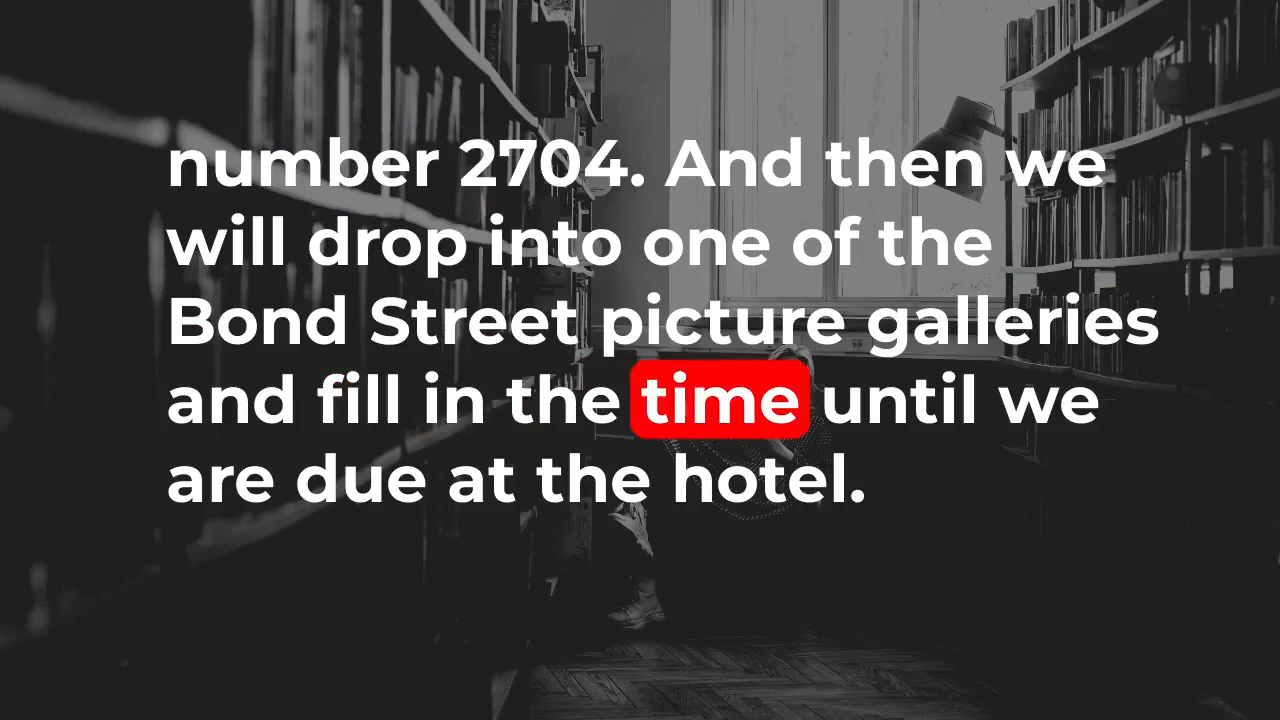 number 2704. And then we
will drop into one of the
Bond Street picture galleries
and fill in the time until we
are due at the hotel.